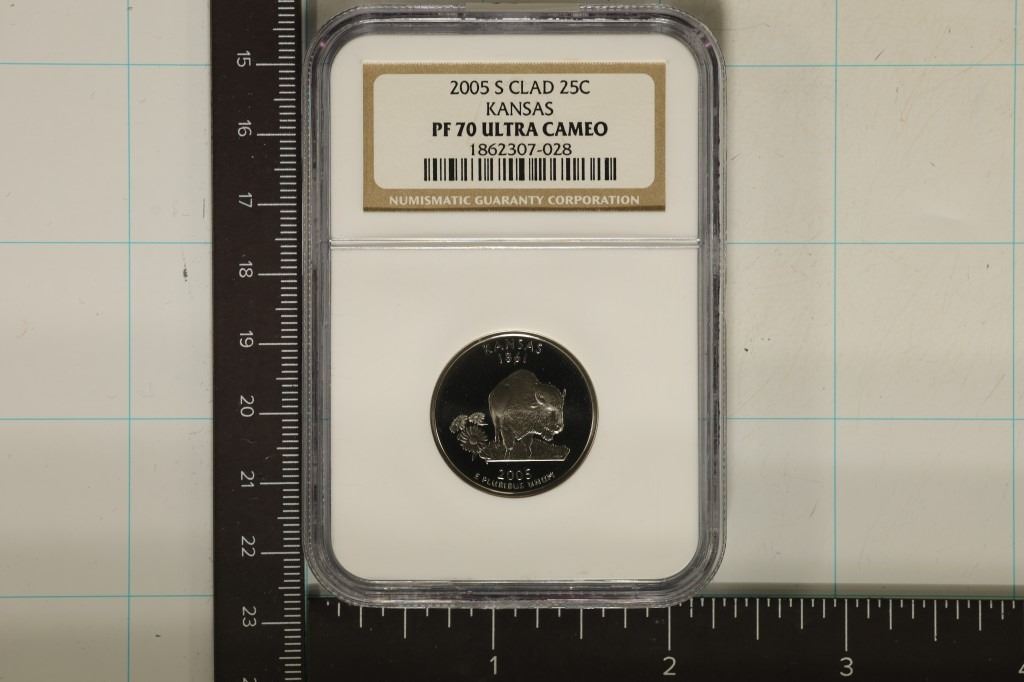 2005 S CLAD 25C
KANSAS
PF 70 ULTRA CAMEO
1862307-028
NUMISMATIC GUARANTY CORPORATION
KANSAS
1861
2005
E PLURIBUS UNUM
15
16
17
18
19
20
21
22
23
1
2
3
4